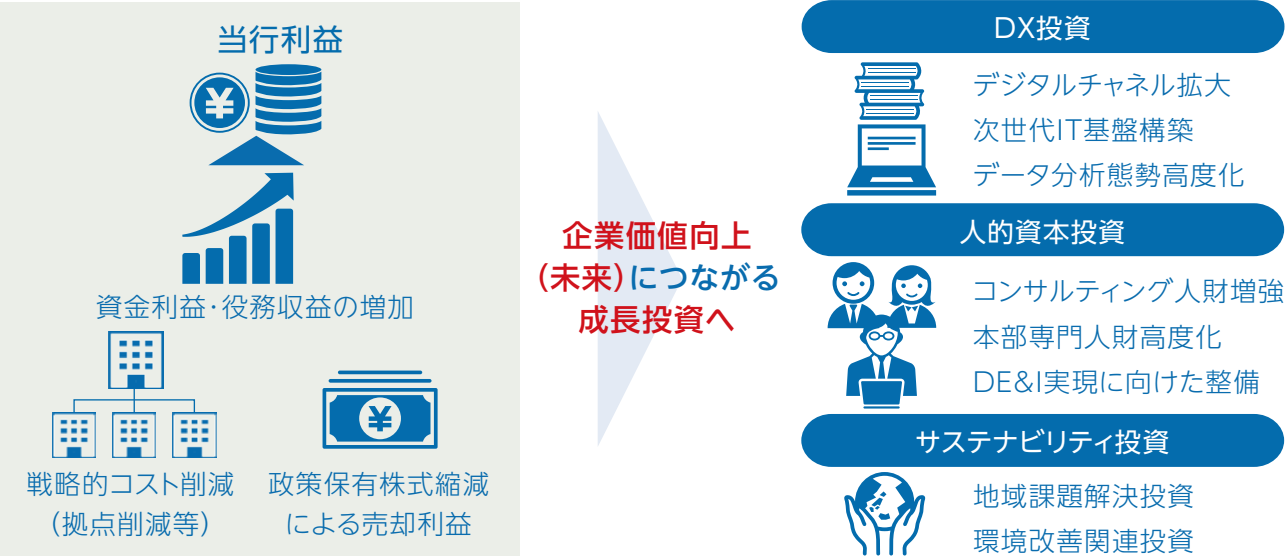 当行利益
資金利益・役務収益の増加
戦略的コスト削減
（拠点削減等）
政策保有株式縮減
による売却利益
企業価値向上
（未来）につながる
成長投資へ
DX投資
デジタルチャネル拡大
次世代IT基盤構築
データ分析態勢高度化
人的資本投資
コンサルティング人財増強
本部専門人財高度化
DE&I実現に向けた整備
サステナビリティ投資
地域課題解決投資
環境改善関連投資